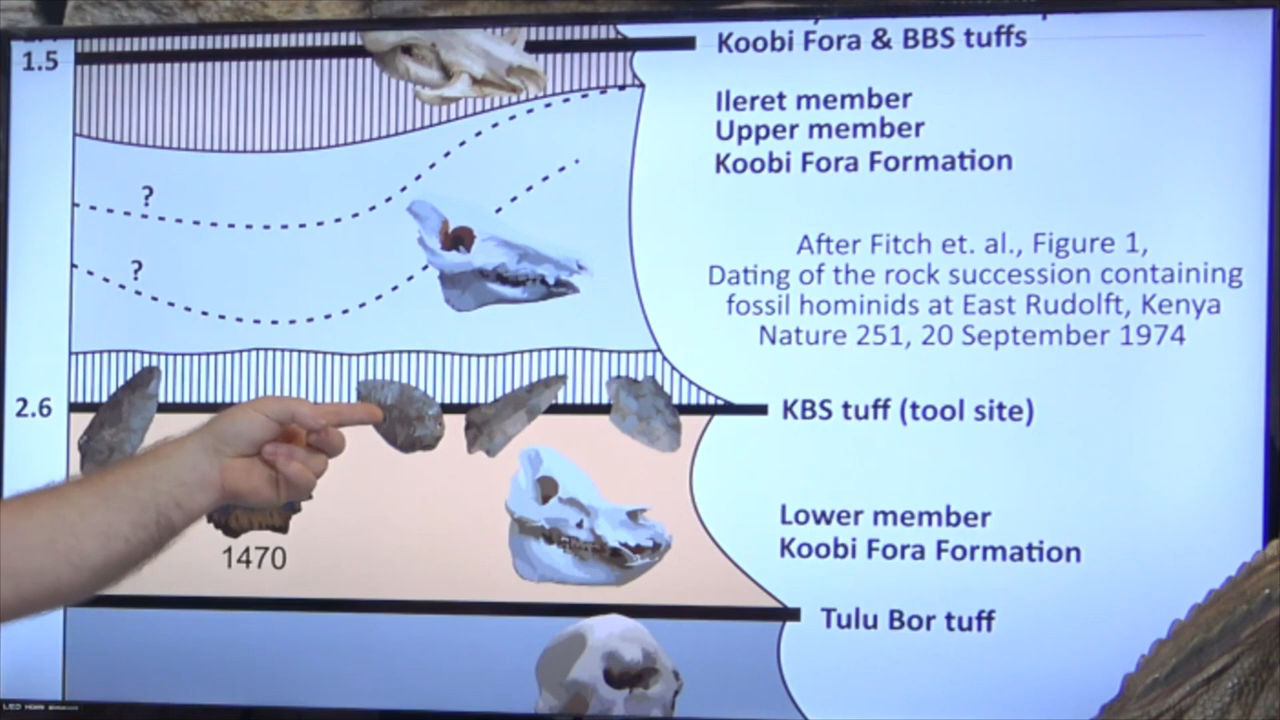 1.5
Koobi Fora & BBS tuffs
Ileret member
Upper member
Koobi Fora Formation
?
?
After Fitch et. al., Figure 1,
Dating of the rock succession containing
fossil hominids at East Rudolft, Kenya
Nature 251, 20 September 1974
2.6
KBS tuff (tool site)
Lower member
Koobi Fora Formation
1470
Tulu Bor tuff